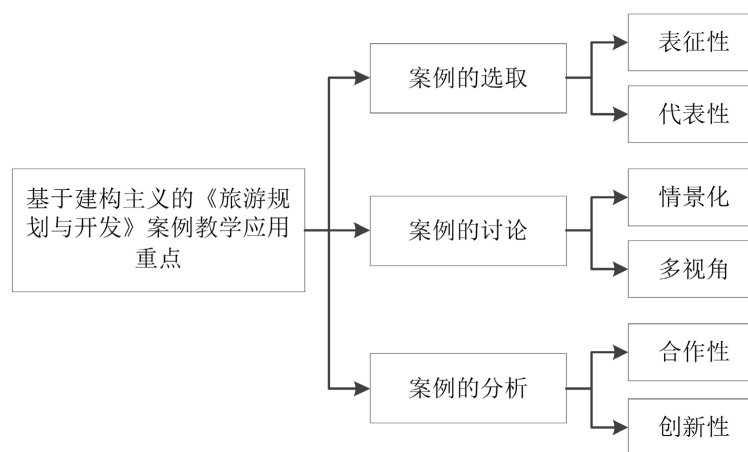 基于建构主义的《旅游规
划与开发》案例教学应用
重点
案例的选取
表征性
代表性
案例的讨论
情景化
多视角
案例的分析
合作性
创新性